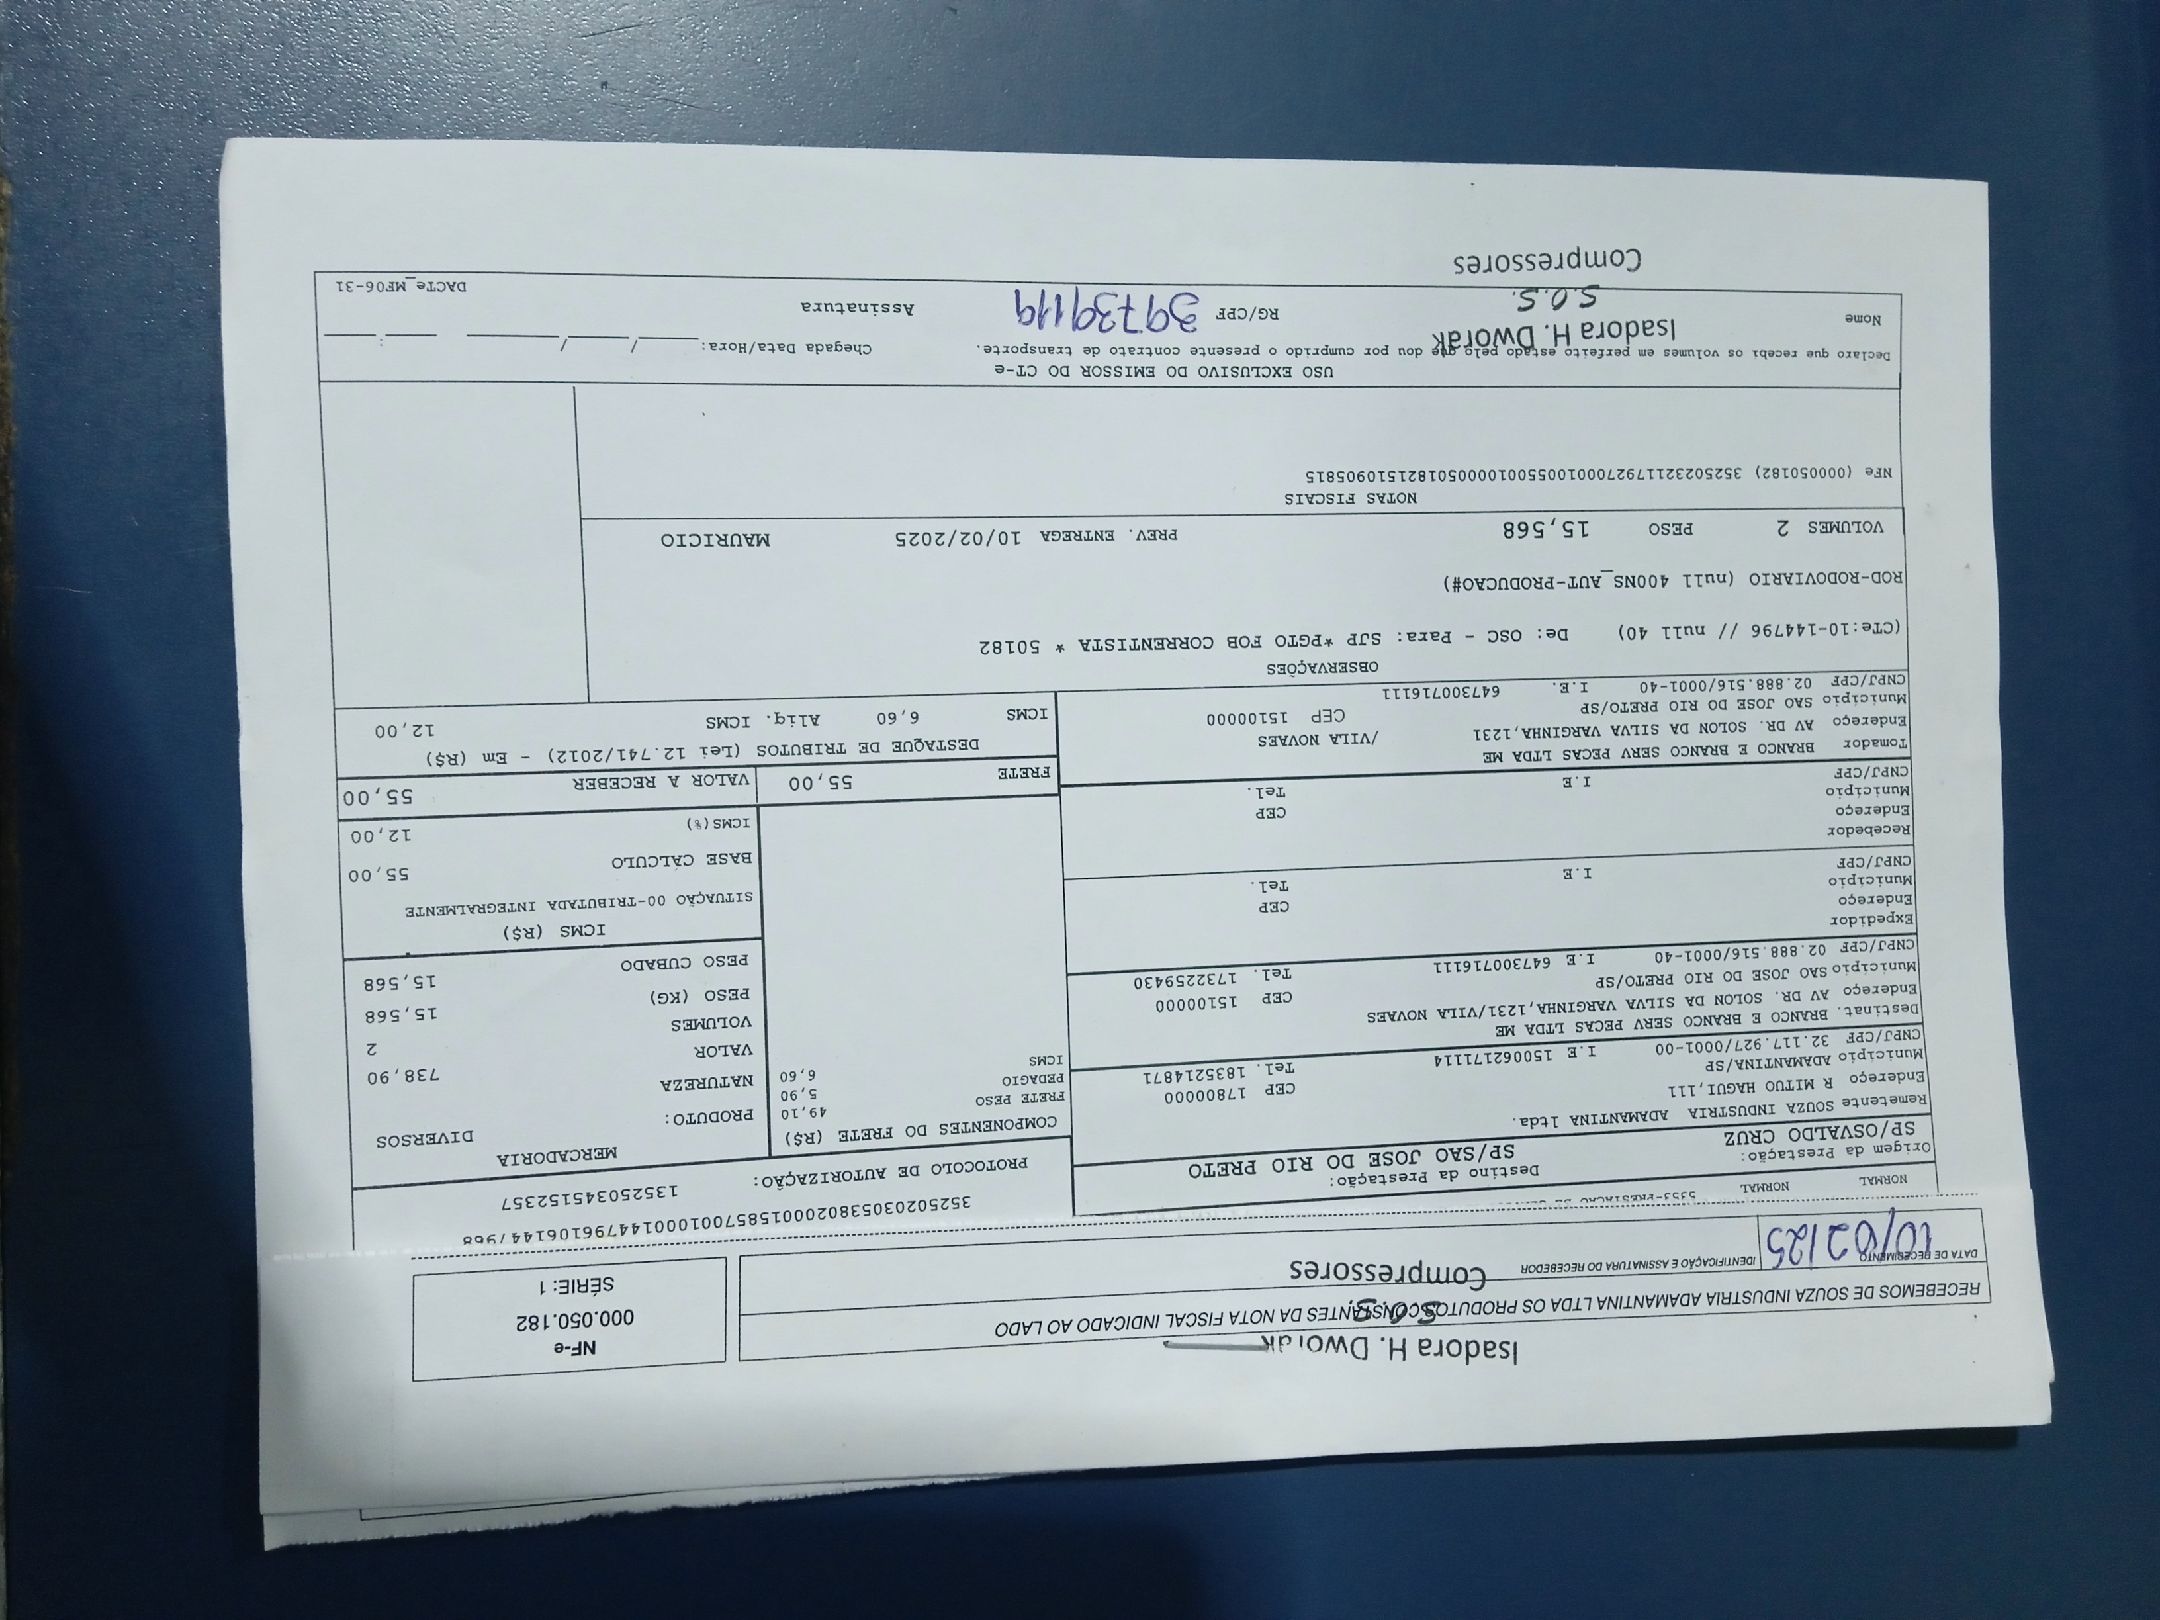 Isadora H. Dworak
RECEBEMOS DE SOUZA INDUSTRIA ADAMANTINA LTDA OS PRODUTOS CONSTANTES DA NOTA FISCAL INDICADO AO LADO
S.O.S.
DATA DE RECEBIMENTO
10/02/25
IDENTIFICAÇÃO E ASSINATURA DO RECEBEDOR
Compressores
NF-e
000.050.182
SÉRIE: 1
NORMAL NORMAL
Origem da Prestação:
SP/OSVALDO CRUZ
Destino da Prestação:
SP/SAO JOSE DO RIO PRETO
PROTOCOLO DE AUTORIZAÇÃO: 135250345152357
Remetente SOUZA INDUSTRIA ADAMANTINA ltda.
Endereço R MITUO HAGUI,111
Município ADAMANTINA/SP CEP 17800000
CNPJ/CPF 32.117.927/0001-00 I.E 150062171114 Tel. 1835214871
Destinat. BRANCO E BRANCO SERV PECAS LTDA ME
Endereço AV DR. SOLON DA SILVA VARGINHA,1231/VILA NOVAES
Município SAO JOSE DO RIO PRETO/SP CEP 15100000
CNPJ/CPF 02.888.516/0001-40 I.E 647300716111 Tel. 1732259430
Expedidor
Endereço
Município CEP
CNPJ/CPF I.E Tel.
Recebedor
Endereço
Município CEP
CNPJ/CPF I.E Tel.
Tomador BRANCO E BRANCO SERV PECAS LTDA ME
Endereço AV DR. SOLON DA SILVA VARGINHA,1231 /VILA NOVAES
Município SAO JOSE DO RIO PRETO/SP CEP 15100000
CNPJ/CPF 02.888.516/0001-40 I.E. 647300716111
COMPONENTES DO FRETE (R$)
FRETE PESO 49,10
PEDAGIO 5,90
ICMS 6,60
MERCADORIA
PRODUTO: DIVERSOS
NATUREZA
VALOR 738,90
VOLUMES 2
PESO (KG) 15,568
PESO CUBADO 15,568
ICMS (R$)
SITUAÇÃO 00-TRIBUTADA INTEGRALMENTE
BASE CÁLCULO 55,00
ICMS(%) 12,00
FRETE 55,00 VALOR A RECEBER 55,00
DESTAQUE DE TRIBUTOS (Lei 12.741/2012) - Em (R$)
ICMS 6,60 Aliq. ICMS 12,00
OBSERVAÇÕES
(CTe:10-144796 // null 40) De: OSC - Para: SJP *PGTO FOB CORRENTISTA * 50182
ROD-RODOVIARIO (null 400NS_AUT-PRODUCAO#)
VOLUMES 2 PESO 15,568 PREV. ENTREGA 10/02/2025 MAURICIO
NOTAS FISCAIS
NFe (000050182) 35250232117927000100550010000501821510905815
USO EXCLUSIVO DO EMISSOR DO CT-e
Declaro que recebi os volumes em perfeito estado pelo que dou por cumprido o presente contrato de transporte.
Chegada Data/Hora: / / :
Isadora H. Dworak
Nome RG/CPF 397391119 Assinatura
S.O.S.
DACTe_MF06-31
Compressores